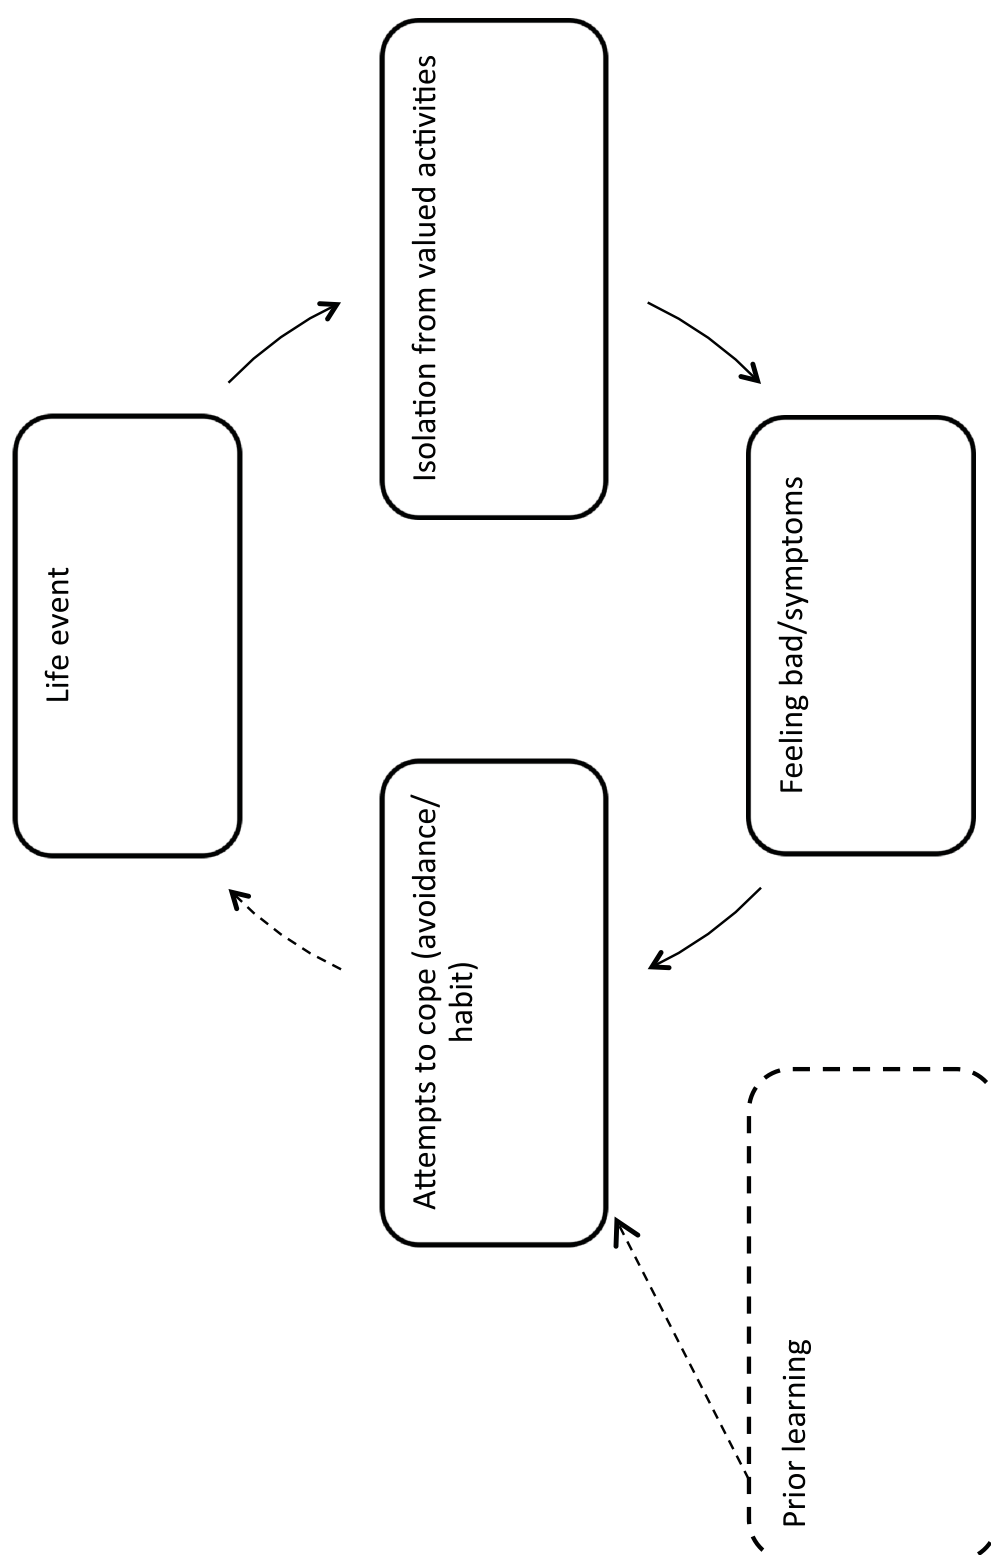 Life event
Isolation from valued activities
Feeling bad/symptoms
Attempts to cope (avoidance/
habit)
Prior learning